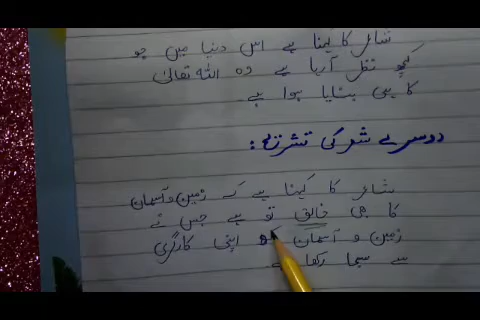 شاعر کا کہنا ہے اس دنیا میں جو
کچھ نظر آرہا ہے وہ اللہ تعالیٰ
کا ہی بنایا ہوا ہے۔
دوسرے شعر کی تشریح:
شاعر کا کہنا ہے کہ زمین و آسمان
کا بھی خالق تو ہے جس نے
زمین و آسمان کو اپنی کاریگری
سے سجا رکھا